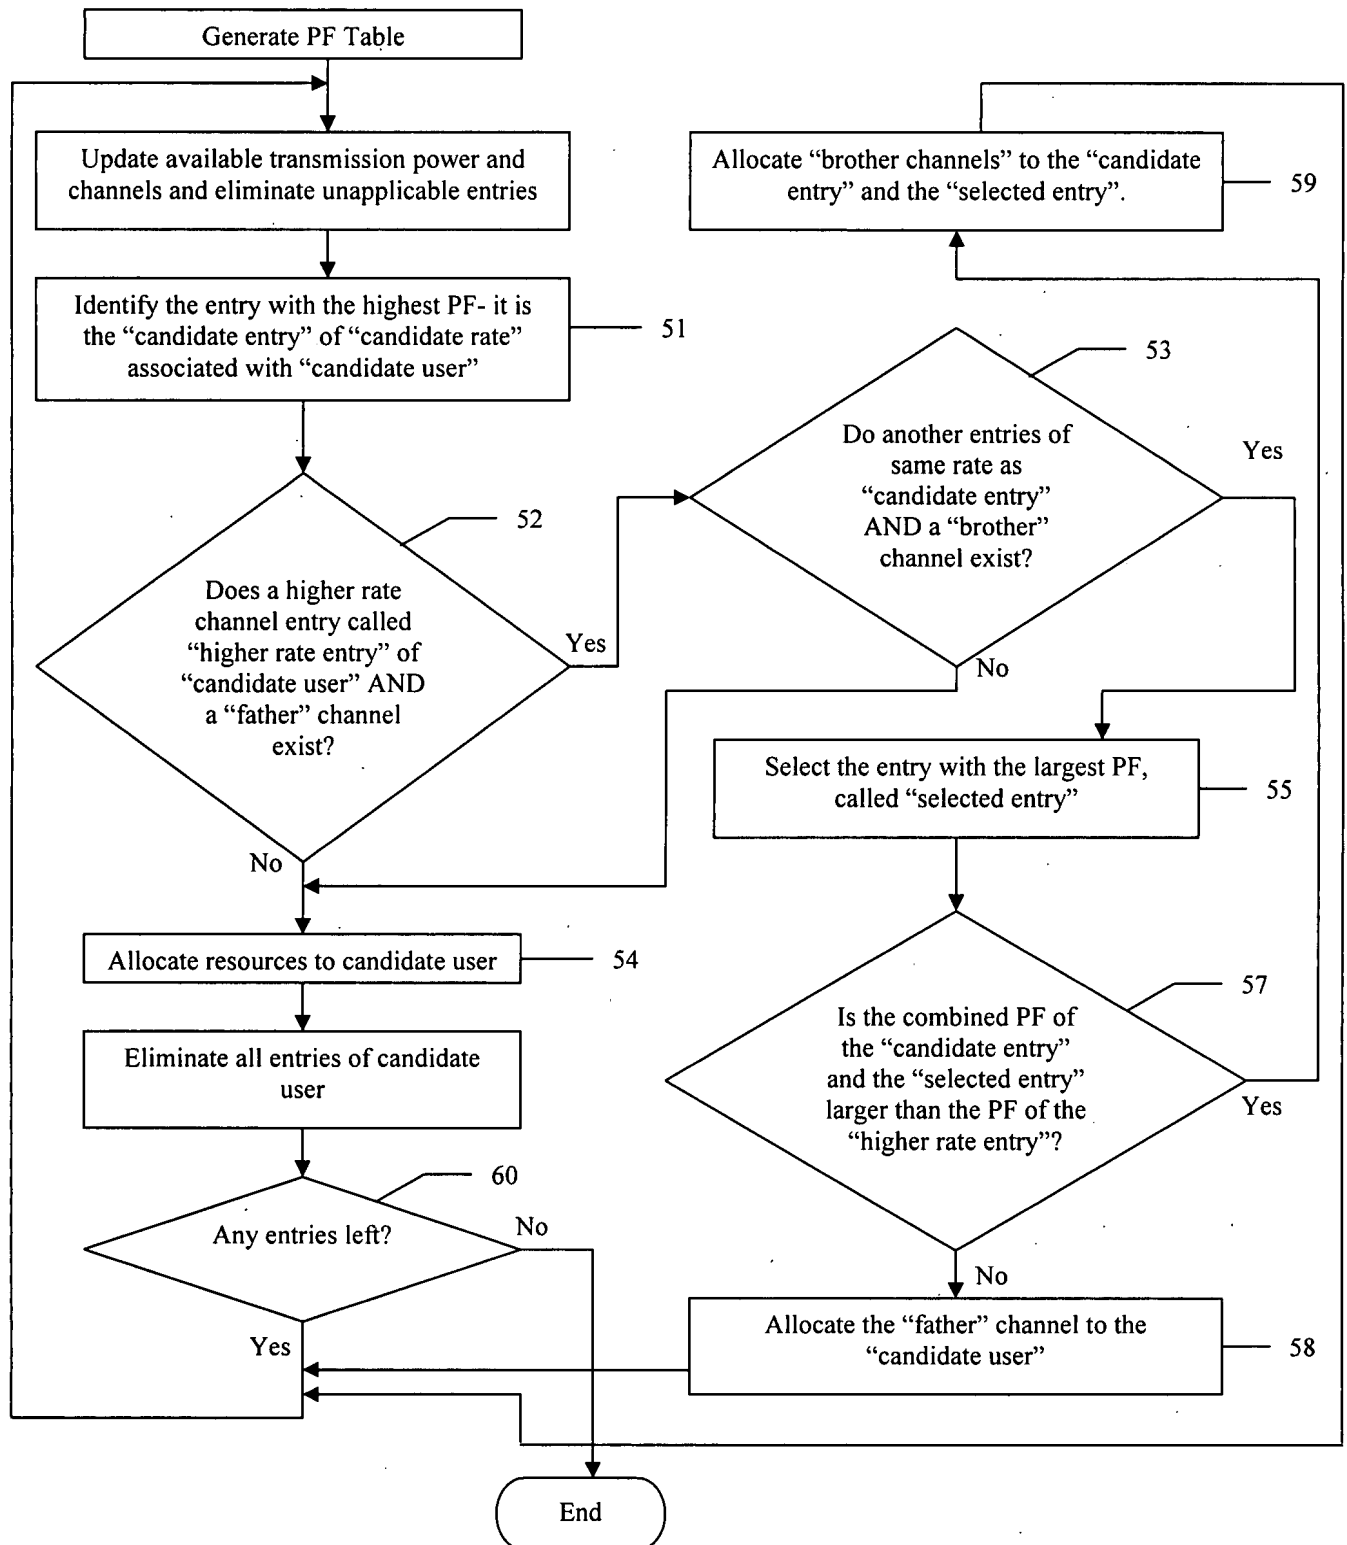 Generate PF Table
Update available transmission power and
channels and eliminate unapplicable entries
Identify the entry with the highest PF- it is
the “candidate entry” of “candidate rate”
associated with “candidate user”
51
Does a higher rate
channel entry called
“higher rate entry” of
“candidate user” AND
a “father” channel
exist?
52
Yes
No
Allocate resources to candidate user
54
Eliminate all entries of candidate
user
Any entries left?
60
No
Yes
End
Allocate “brother channels” to the “candidate
entry” and the “selected entry”.
59
Do another entries of
same rate as
“candidate entry”
AND a “brother”
channel exist?
53
Yes
No
Select the entry with the largest PF,
called “selected entry”
55
Is the combined PF of
the “candidate entry”
and the “selected entry”
larger than the PF of the
“higher rate entry”?
57
Yes
No
Allocate the “father” channel to the
“candidate user”
58